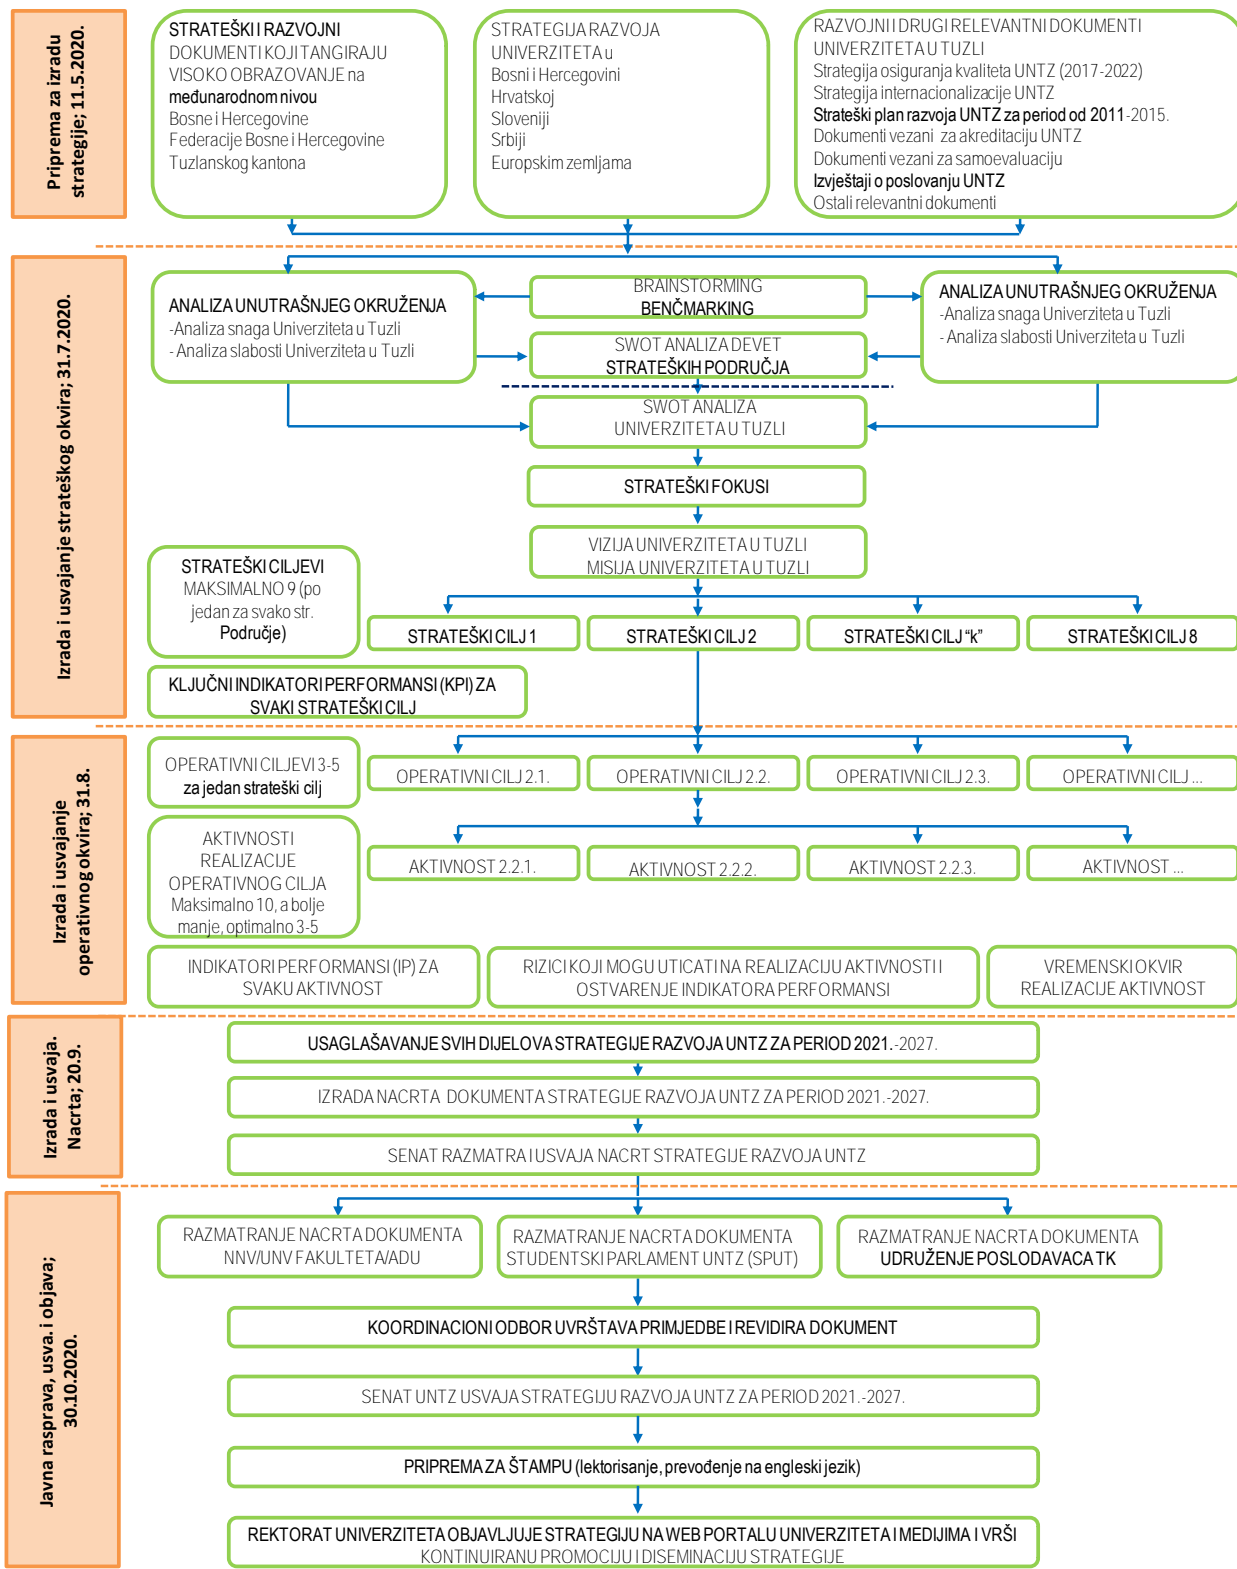 Priprema za izradu
strategije; 11.5.2020.
STRATEŠKI I RAZVOJNI
DOKUMENTI KOJI TANGIRAJU
VISOKO OBRAZOVANJE na
međunarodnom nivou
Bosne i Hercegovine
Federacije Bosne i Hercegovine
Tuzlanskog kantona
STRATEGIJA RAZVOJA
UNIVERZITETA u
Bosni i Hercegovini
Hrvatskoj
Sloveniji
Srbiji
Europskim zemljama
RAZVOJNI I DRUGI RELEVANTNI DOKUMENTI
UNIVERZITETA U TUZLI
Strategija osiguranja kvaliteta UNTZ (2017-2022)
Strategija internacionalizacije UNTZ
Strateški plan razvoja UNTZ za period od 2011-2015.
Dokumenti vezani za akreditaciju UNTZ
Dokumenti vezani za samoevaluaciju
Izvještaji o poslovanju UNTZ
Ostali relevantni dokumenti
Izrada i usvajanje strateškog okvira; 31.7.2020.
ANALIZA UNUTRAŠNJEG OKRUŽENJA
-Analiza snaga Univerziteta u Tuzli
- Analiza slabosti Univerziteta u Tuzli
BRAINSTORMING
BENČMARKING
SWOT ANALIZA DEVET
STRATEŠKIH PODRUČJA
ANALIZA UNUTRAŠNJEG OKRUŽENJA
-Analiza snaga Univerziteta u Tuzli
- Analiza slabosti Univerziteta u Tuzli
SWOT ANALIZA
UNIVERZITETA U TUZLI
STRATEŠKI FOKUSI
VIZIJA UNIVERZITETA U TUZLI
MISIJA UNIVERZITETA U TUZLI
STRATEŠKI CILJEVI
MAKSIMALNO 9 (po
jedan za svako str.
Područje)
STRATEŠKI CILJ 1
STRATEŠKI CILJ 2
STRATEŠKI CILJ "k"
STRATEŠKI CILJ 8
KLJUČNI INDIKATORI PERFORMANSI (KPI) ZA
SVAKI STRATEŠKI CILJ
Izrada i usvajanje
operativnog okvira; 31.8.
OPERATIVNI CILJEVI 3-5
za jedan strateški cilj
OPERATIVNI CILJ 2.1.
OPERATIVNI CILJ 2.2.
OPERATIVNI CILJ 2.3.
OPERATIVNI CILJ ...
AKTIVNOSTI
REALIZACIJE
OPERATIVNOG CILJA
Maksimalno 10, a bolje
manje, optimalno 3-5
AKTIVNOST 2.2.1.
AKTIVNOST 2.2.2.
AKTIVNOST 2.2.3.
AKTIVNOST ...
INDIKATORI PERFORMANSI (IP) ZA
SVAKU AKTIVNOST
RIZICI KOJI MOGU UTICATI NA REALIZACIJU AKTIVNOSTI I
OSTVARENJE INDIKATORA PERFORMANSI
VREMENSKI OKVIR
REALIZACIJE AKTIVNOST
Izrada i usvaja.
Nacrta; 20.9.
USAGLAŠAVANJE SVIH DIJELOVA STRATEGIJE RAZVOJA UNTZ ZA PERIOD 2021.-2027.
IZRADA NACRTA DOKUMENTA STRATEGIJE RAZVOJA UNTZ ZA PERIOD 2021.-2027.
SENAT RAZMATRA I USVAJA NACRT STRATEGIJE RAZVOJA UNTZ
Javna rasprava, usva. i objava;
30.10.2020.
RAZMATRANJE NACRTA DOKUMENTA
NNV/UNV FAKULTETA/ADU
RAZMATRANJE NACRTA DOKUMENTA
STUDENTSKI PARLAMENT UNTZ (SPUT)
RAZMATRANJE NACRTA DOKUMENTA
UDRUŽENJE POSLODAVACA TK
KOORDINACIONI ODBOR UVRŠTAVA PRIMJEDBE I REVIDIRA DOKUMENT
SENAT UNTZ USVAJA STRATEGIJU RAZVOJA UNTZ ZA PERIOD 2021.-2027.
PRIPREMA ZA ŠTAMPU (lektorisanje, prevođenje na engleski jezik)
REKTORAT UNIVERZITETA OBJAVLJUJE STRATEGIJU NA WEB PORTALU UNIVERZITETA I MEDIJIMA I VRŠI
KONTINUIRANU PROMOCIJU I DISEMINACIJU STRATEGIJE